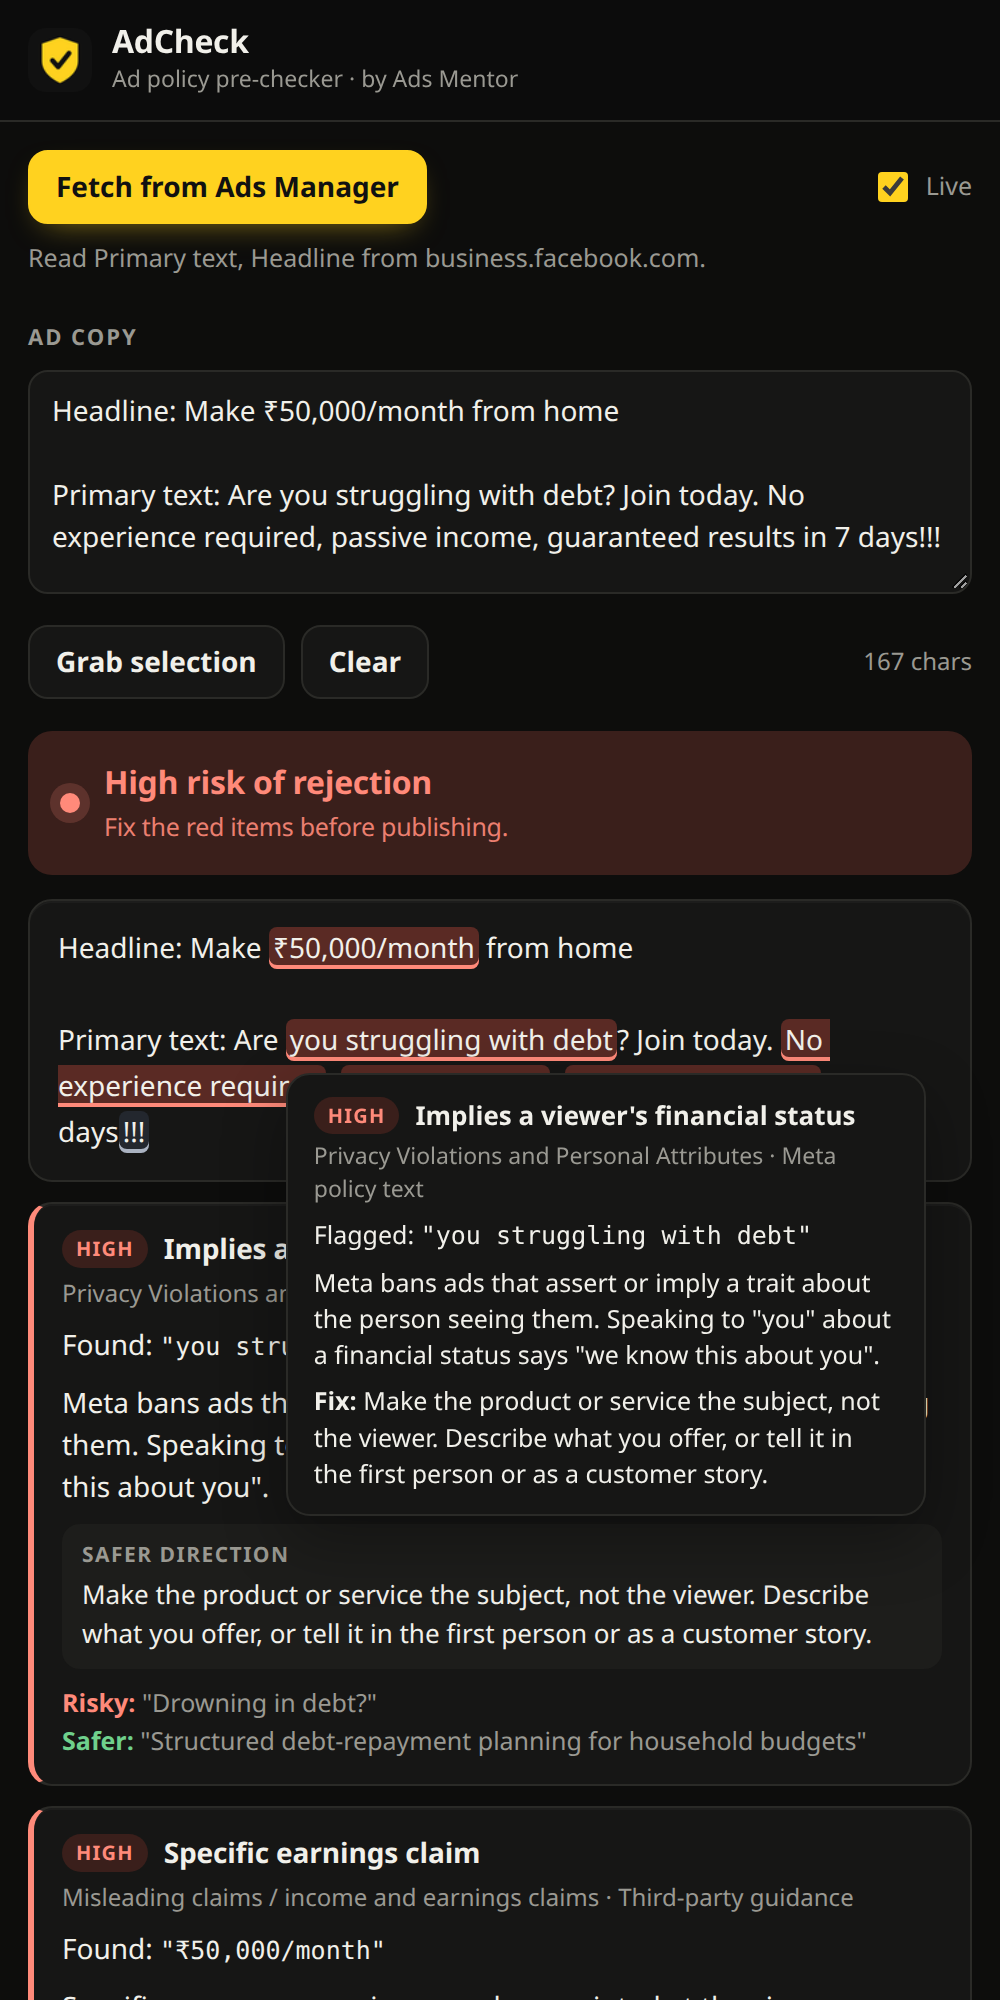 AdCheck
Ad policy pre-checker · by Ads Mentor
Fetch from Ads Manager
Live
Read Primary text, Headline from business.facebook.com.
AD COPY
Headline: Make ₹50,000/month from home
Primary text: Are you struggling with debt? Join today. No
experience required, passive income, guaranteed results in 7 days!!!
Grab selection
Clear
167 chars
High risk of rejection
Fix the red items before publishing.
Headline: Make ₹50,000/month from home
Primary text: Are you struggling with debt? Join today. No
experience
days!!!
HIGH Implies a viewer's financial status
Privacy Violations and Personal Attributes · Meta
policy text
Flagged: "you struggling with debt"
Meta bans ads that assert or imply a trait about
the person seeing them. Speaking to "you" about
a financial status says "we know this about you".
Fix: Make the product or service the subject, not
the viewer. Describe what you offer, or tell it in
the first person or as a customer story.
HIGH Implies a
Privacy Violations
Found: "you
Meta bans ads
them. Speaking
this about you".
SAFER DIRECTION
Make the product or service the subject, not the viewer. Describe
what you offer, or tell it in the first person or as a customer story.
Risky: "Drowning in debt?"
Safer: "Structured debt-repayment planning for household budgets"
HIGH Specific earnings claim
Misleading claims / income and earnings claims · Third-party guidance
Found: "₹50,000/month"